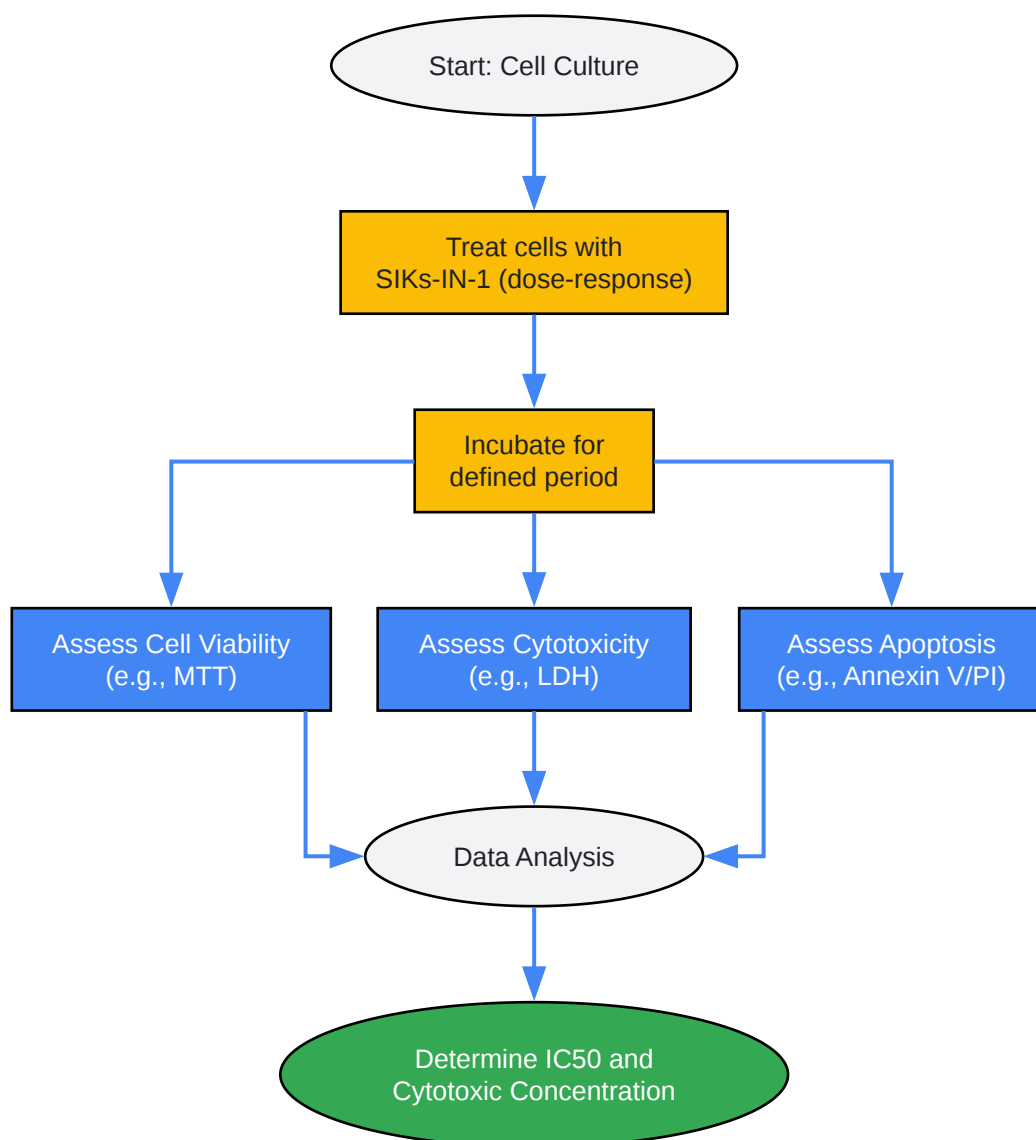 Start: Cell Culture
Treat cells with
SIKs-IN-1 (dose-response)
Incubate for
defined period
Assess Cell Viability
(e.g., MTT)
Assess Cytotoxicity
(e.g., LDH)
Assess Apoptosis
(e.g., Annexin V/PI)
Data Analysis
Determine IC50 and
Cytotoxic Concentration